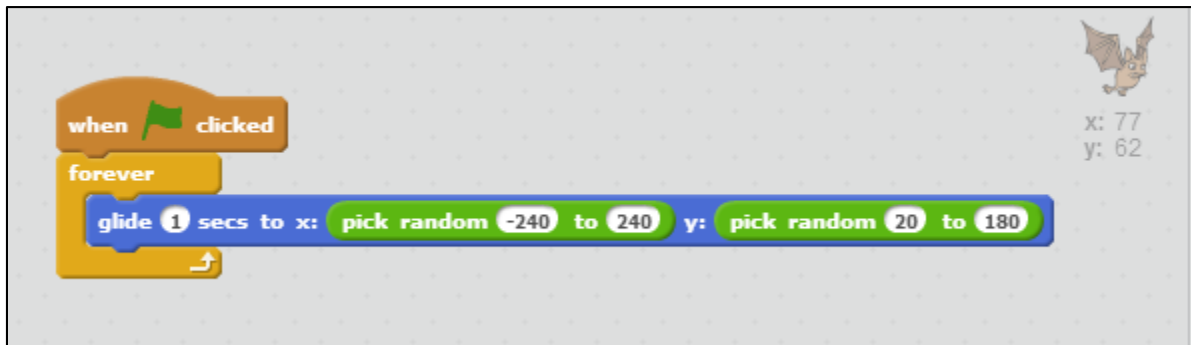 when clicked
x: 77
y: 62
forever
glide 1 secs to x: pick random -240 to 240 y: pick random 20 to 180